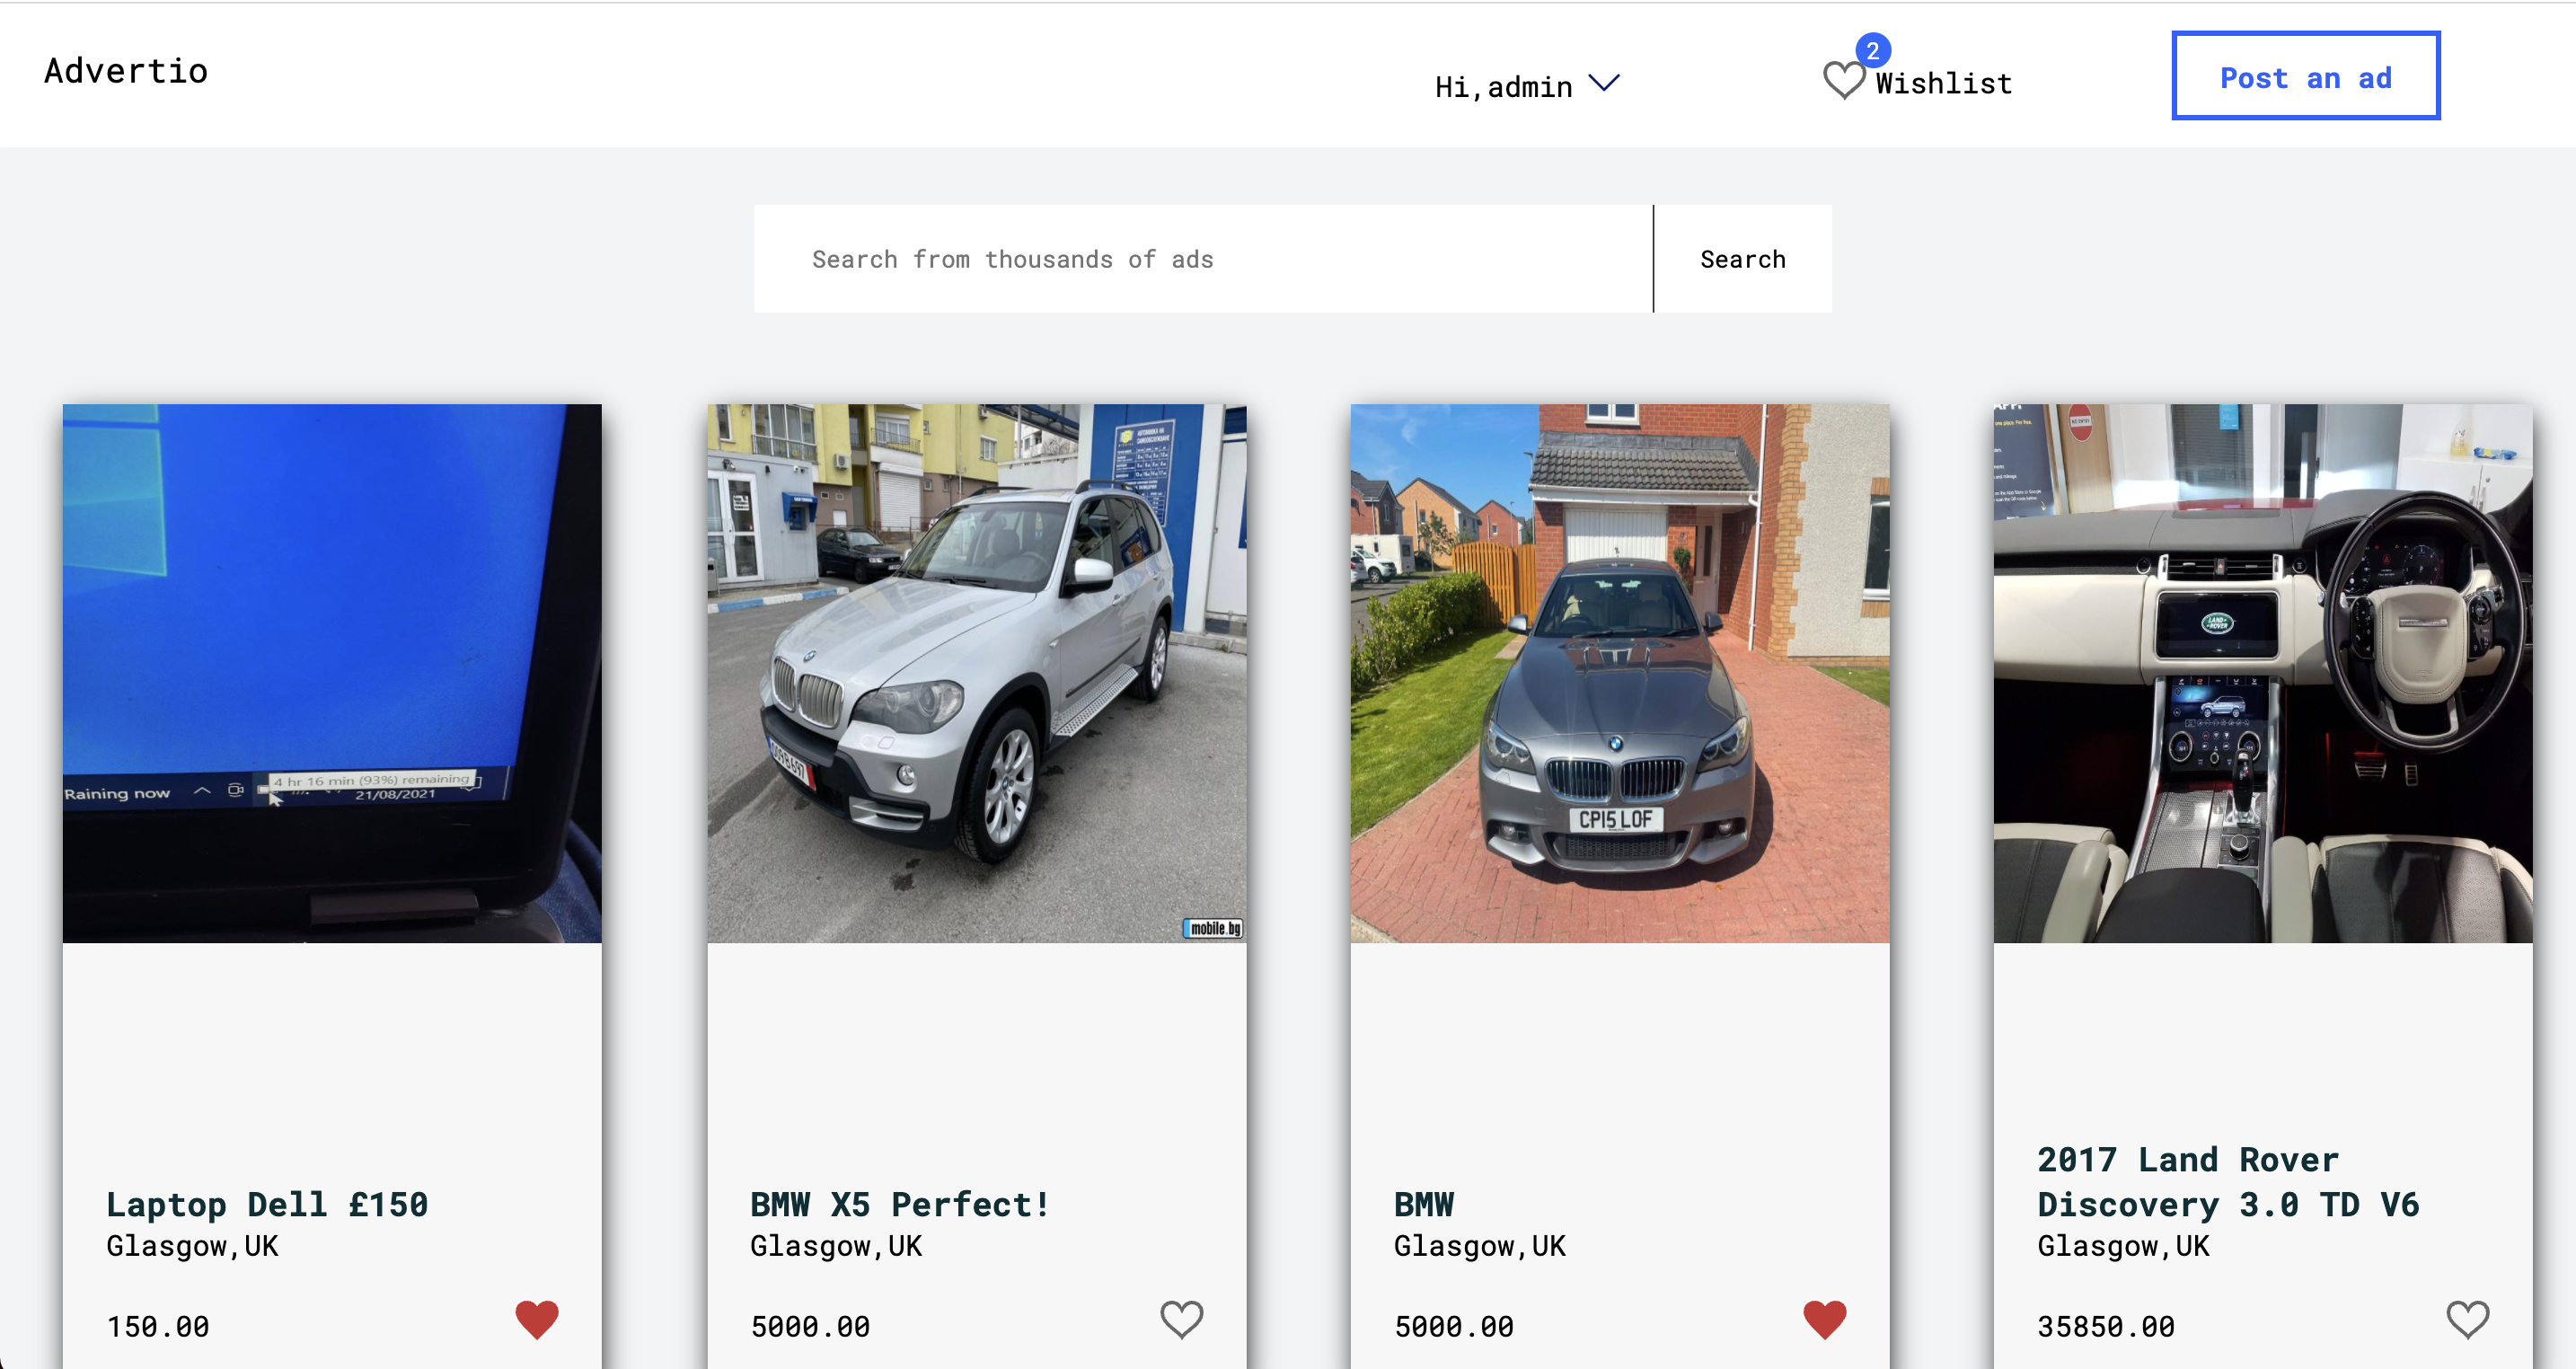 Advertio
Hi,admin
2
Wishlist
Post an ad
Search from thousands of ads
Search
Raining now
4 hr 16 min (93%) remaining
21/08/2021
Laptop Dell £150
Glasgow,UK
150.00
mobile.bg
BMW X5 Perfect!
Glasgow,UK
5000.00
CP15 LOF
BMW
Glasgow,UK
5000.00
LAND
ROVER
2017 Land Rover
Discovery 3.0 TD V6
Glasgow,UK
35850.00